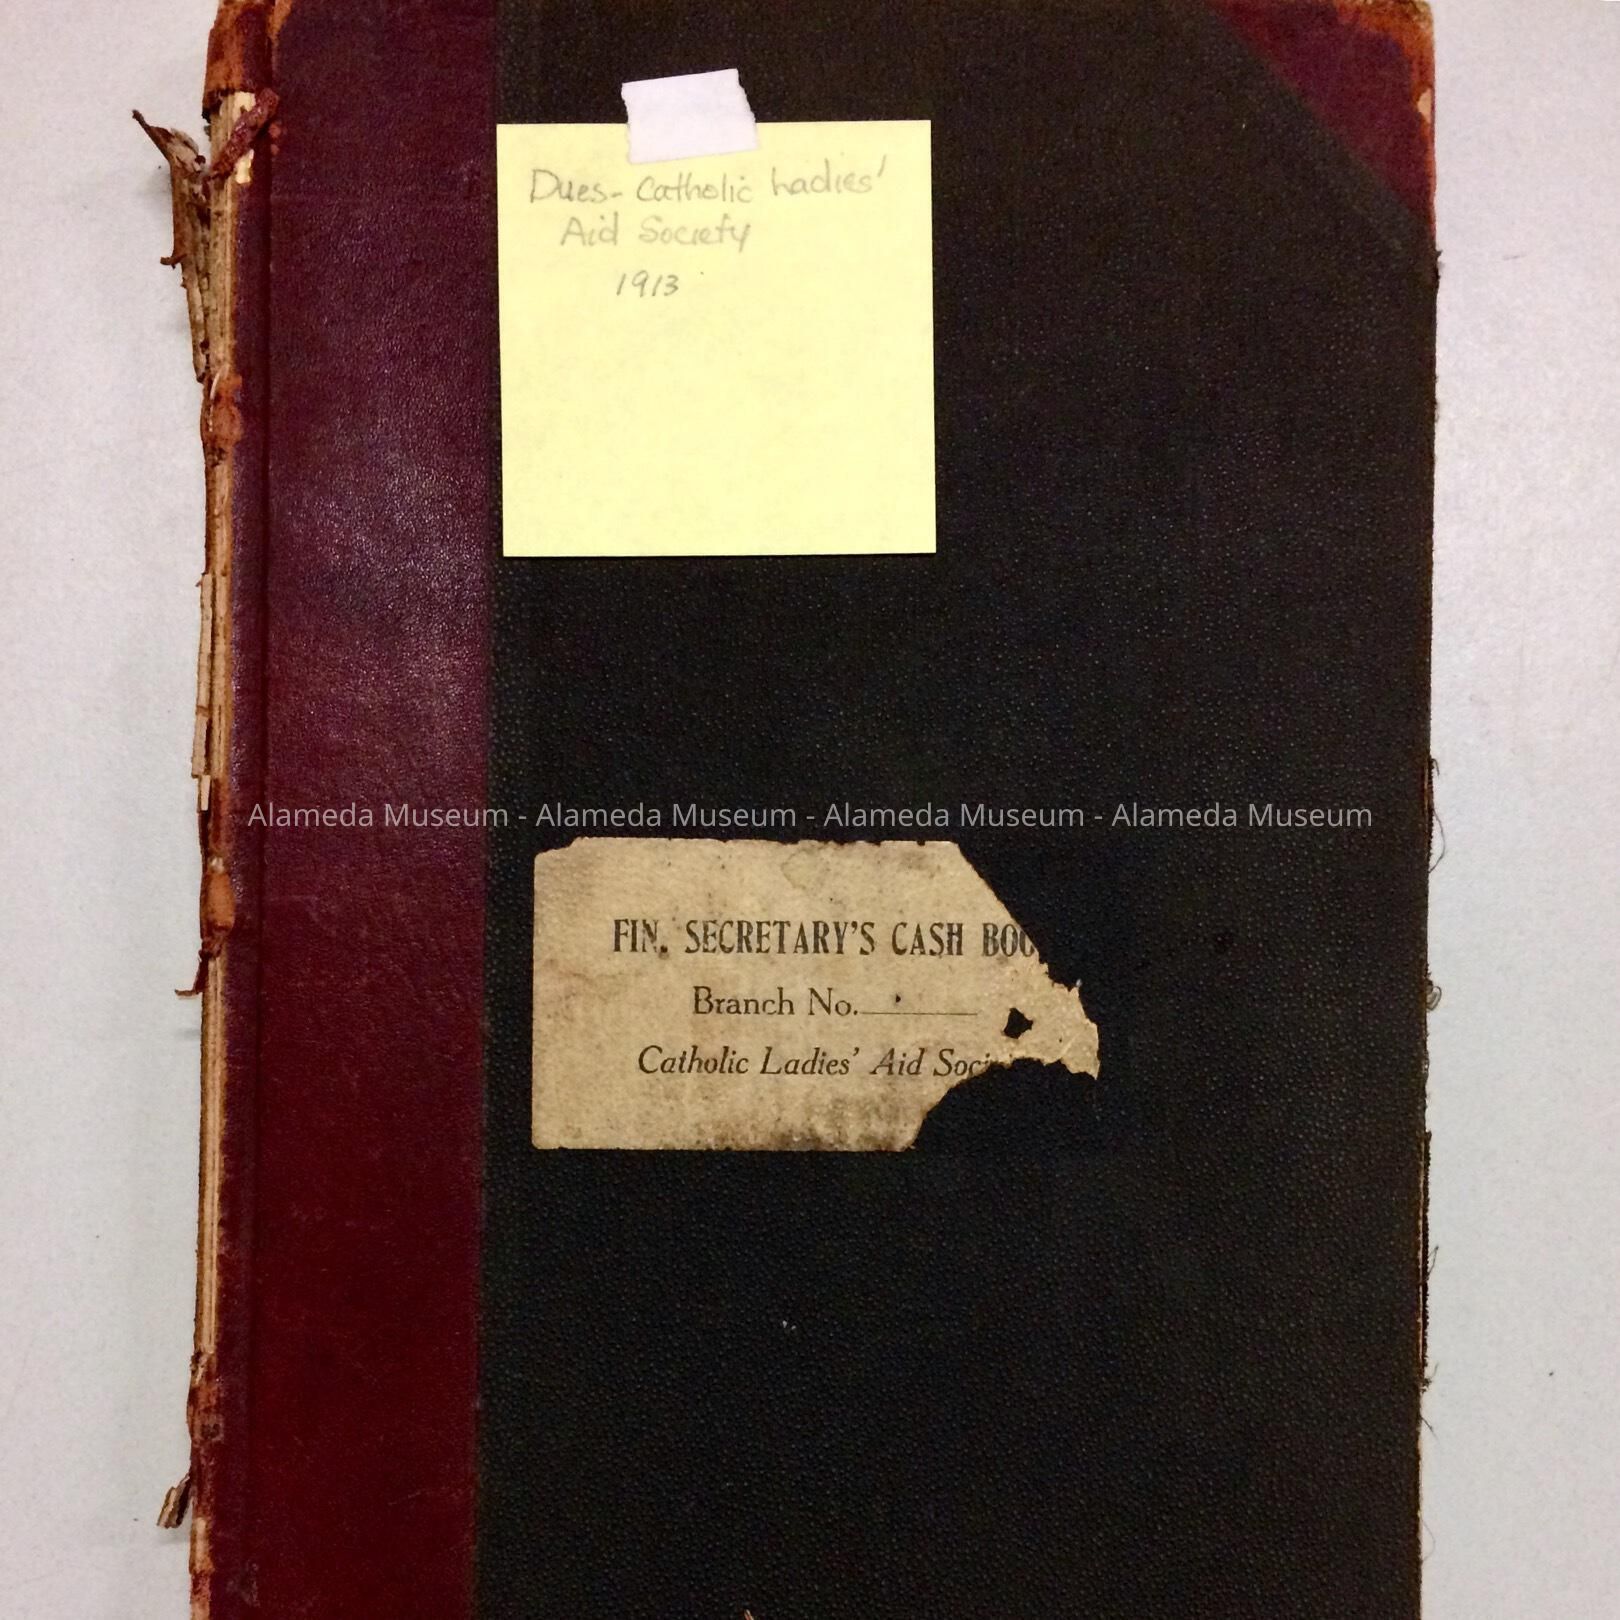 Dues - Catholic Ladies'
Aid Society
1913
Alameda Museum - Alameda Museum - Alameda Museum - Alameda Museum
FIN. SECRETARY'S CASH BOO
Branch No.
Catholic Ladies' Aid Soci